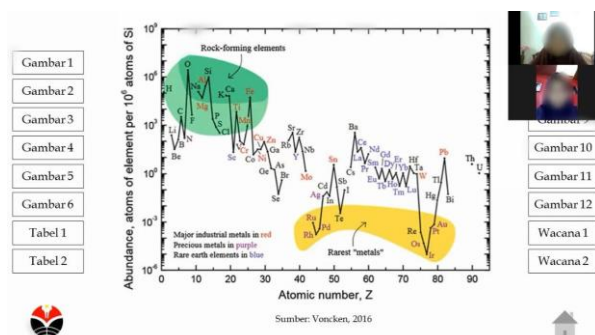 Gambar 1
Gambar 2
Gambar 3
Gambar 4
Gambar 5
Gambar 6
Tabel 1
Tabel 2
Abundance, atoms of element per 10⁶ atoms of Si
10⁹
10⁶
10³
10⁰
10⁻³
10⁻⁶
Rock-forming elements
H
O
Na
Al
Si
Mg
C
N
F
Li
B
Be
P
S
Cl
K
Ca
Ti
Fe
Mn
Sc
V
Cr
Co
Ni
Cu
Zn
Ga
Ge
As
Se
Br
Rb
Sr
Y
Zr
Nb
Mo
Ru
Rh
Pd
Ag
Cd
In
Sn
Sb
Te
I
Cs
Ba
La
Ce
Pr
Nd
Sm
Eu
Gd
Tb
Dy
Ho
Er
Tm
Yb
Lu
Hf
Ta
W
Re
Os
Ir
Pt
Au
Hg
Tl
Pb
Bi
Th
U
Major industrial metals in red
Precious metals in purple
Rare earth elements in blue
Rarest "metals"
0 10 20 30 40 50 60 70 80 90
Atomic number, Z
Sumber: Voncken, 2016
Gambar 10
Gambar 11
Gambar 12
Wacana 1
Wacana 2